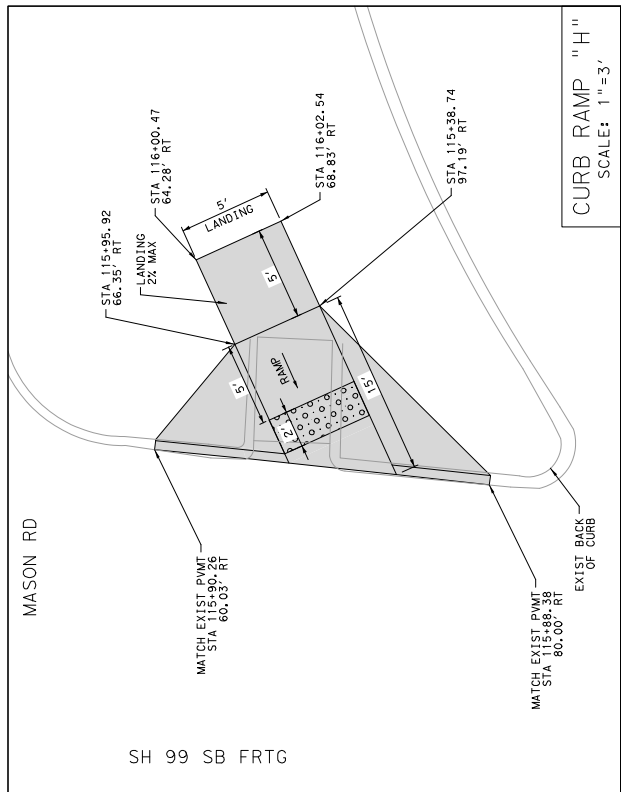 MASON RD
SH 99 SB FRTG
STA 115+95.92
66.35' RT
LANDING
2% MAX
STA 116+00.47
64.28' RT
5'
LANDING
STA 116+02.54
68.83' RT
STA 115+38.74
97.19' RT
5'
5'
RAMP
2'
15'
MATCH EXIST PVMT
STA 115+90.26
60.03' RT
MATCH EXIST PVMT
STA 115+88.38
80.00' RT
EXIST BACK
OF CURB
CURB RAMP "H"
SCALE: 1"=3'